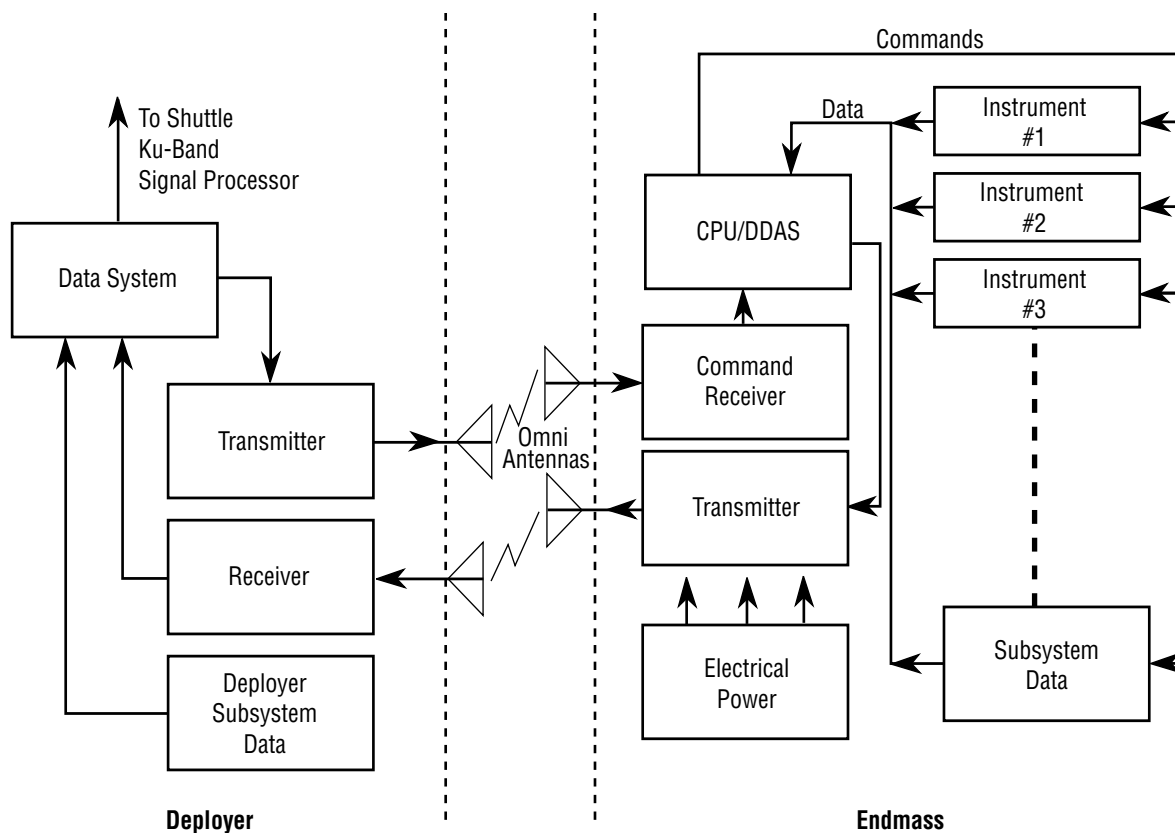 Commands
To Shuttle
Ku-Band
Signal Processor
Data
Instrument
#1
Instrument
#2
Instrument
#3
Data System
CPU/DDAS
Command
Receiver
Transmitter
Omni
Antennas
Transmitter
Receiver
Deployer
Subsystem
Data
Electrical
Power
Subsystem
Data
Deployer
Endmass